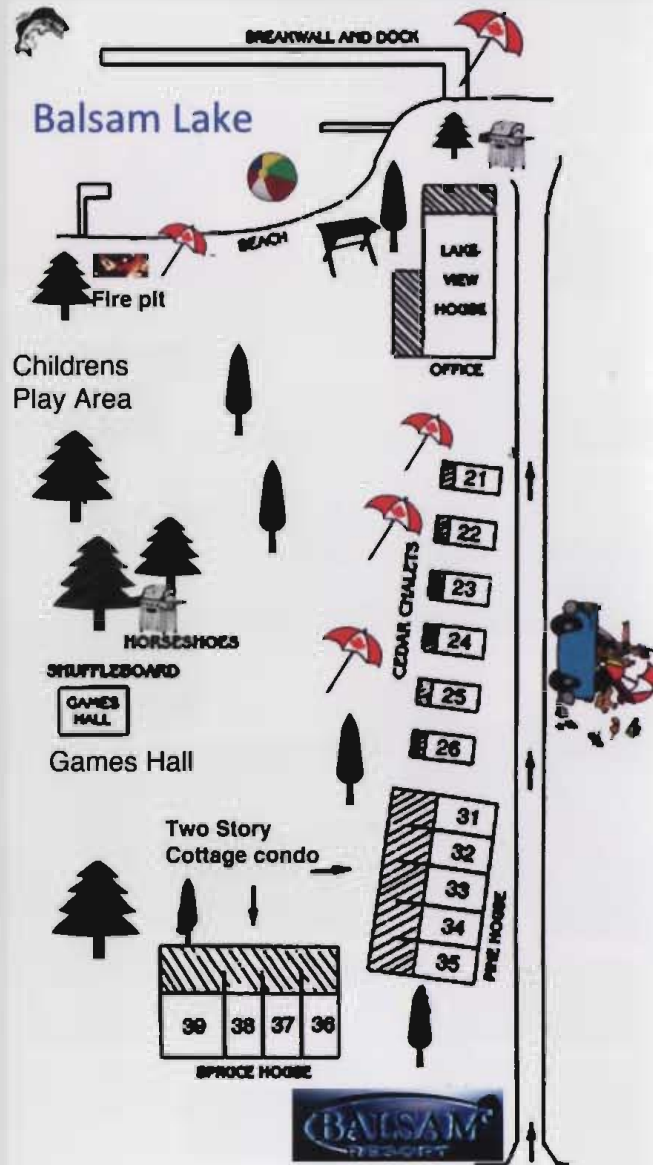 BREAKWALL AND DOCK
Balsam Lake
BEACH
LAKE
VIEW
HOUSE
OFFICE
Fire pit
Childrens
Play Area
21
22
23
24
25
26
CEDAR CHALETS
HORSESHOES
SHUFFLEBOARD
GAMES
HALL
Games Hall
Two Story
Cottage condo
31
32
33
34
35
PINE HOUSE
39 38 37 36
SPRUCE HOUSE
BALSAM
RESORT